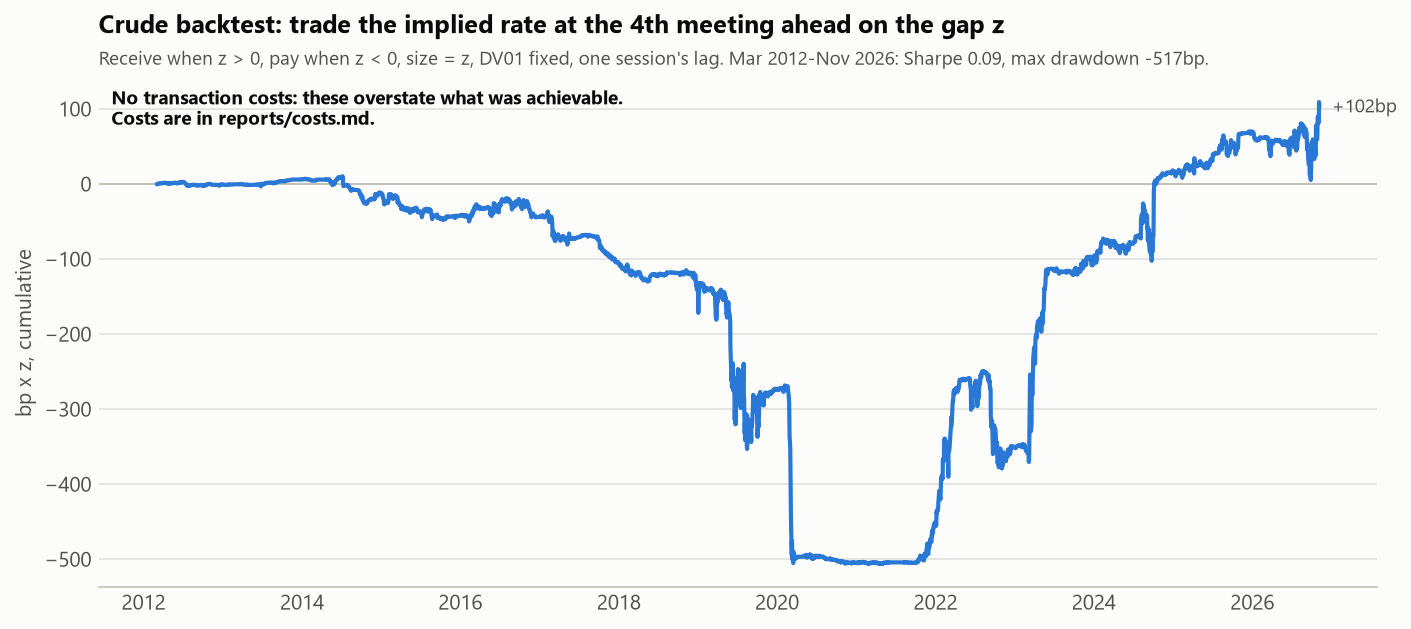 Crude backtest: trade the implied rate at the 4th meeting ahead on the gap z
Receive when z > 0, pay when z < 0, size = z, DV01 fixed, one session's lag. Mar 2012-Nov 2026: Sharpe 0.09, max drawdown -517bp.
No transaction costs: these overstate what was achievable.
Costs are in reports/costs.md.
+102bp
bp x z, cumulative
100
0
−100
−200
−300
−400
−500
2012 2014 2016 2018 2020 2022 2024 2026